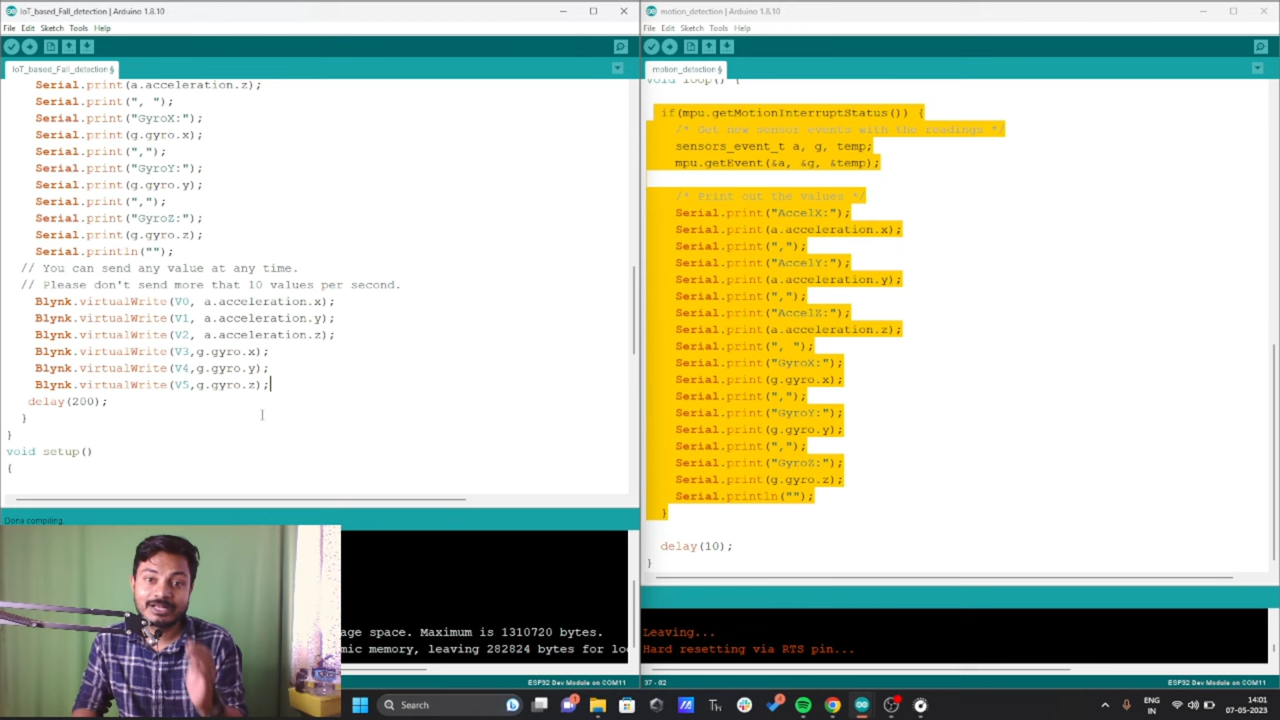 IoT_based_Fall_detection § | Arduino 1.8.10
File Edit Sketch Tools Help
IoT_based_Fall_detection §
Serial.print(a.acceleration.z);
Serial.print(", ");
Serial.print("GyroX:");
Serial.print(g.gyro.x);
Serial.print(",");
Serial.print("GyroY:");
Serial.print(g.gyro.y);
Serial.print(",");
Serial.print("GyroZ:");
Serial.print(g.gyro.z);
Serial.println("");
// You can send any value at any time.
// Please don't send more that 10 values per second.
Blynk.virtualWrite(V0, a.acceleration.x);
Blynk.virtualWrite(V1, a.acceleration.y);
Blynk.virtualWrite(V2, a.acceleration.z);
Blynk.virtualWrite(V3,g.gyro.x);
Blynk.virtualWrite(V4,g.gyro.y);
Blynk.virtualWrite(V5,g.gyro.z);
delay(200);
}
}
void setup()
{
Done compiling.
age space. Maximum is 1310720 bytes.
mic memory, leaving 282824 bytes for lo
ESP32 Dev Module on COM11
motion_detection § | Arduino 1.8.10
File Edit Sketch Tools Help
motion_detection §
void loop() {
if(mpu.getMotionInterruptStatus()) {
/* Get new sensor events with the readings */
sensors_event_t a, g, temp;
mpu.getEvent(&a, &g, &temp);
/* Print out the values */
Serial.print("AccelX:");
Serial.print(a.acceleration.x);
Serial.print(",");
Serial.print("AccelY:");
Serial.print(a.acceleration.y);
Serial.print(",");
Serial.print("AccelZ:");
Serial.print(a.acceleration.z);
Serial.print(", ");
Serial.print("GyroX:");
Serial.print(g.gyro.x);
Serial.print(",");
Serial.print("GyroY:");
Serial.print(g.gyro.y);
Serial.print(",");
Serial.print("GyroZ:");
Serial.print(g.gyro.z);
Serial.println("");
}
delay(10);
}
Leaving...
Hard resetting via RTS pin...
37 - 62
ESP32 Dev Module on COM11
Search
Th
ENG
IN
14:01
07-05-2023